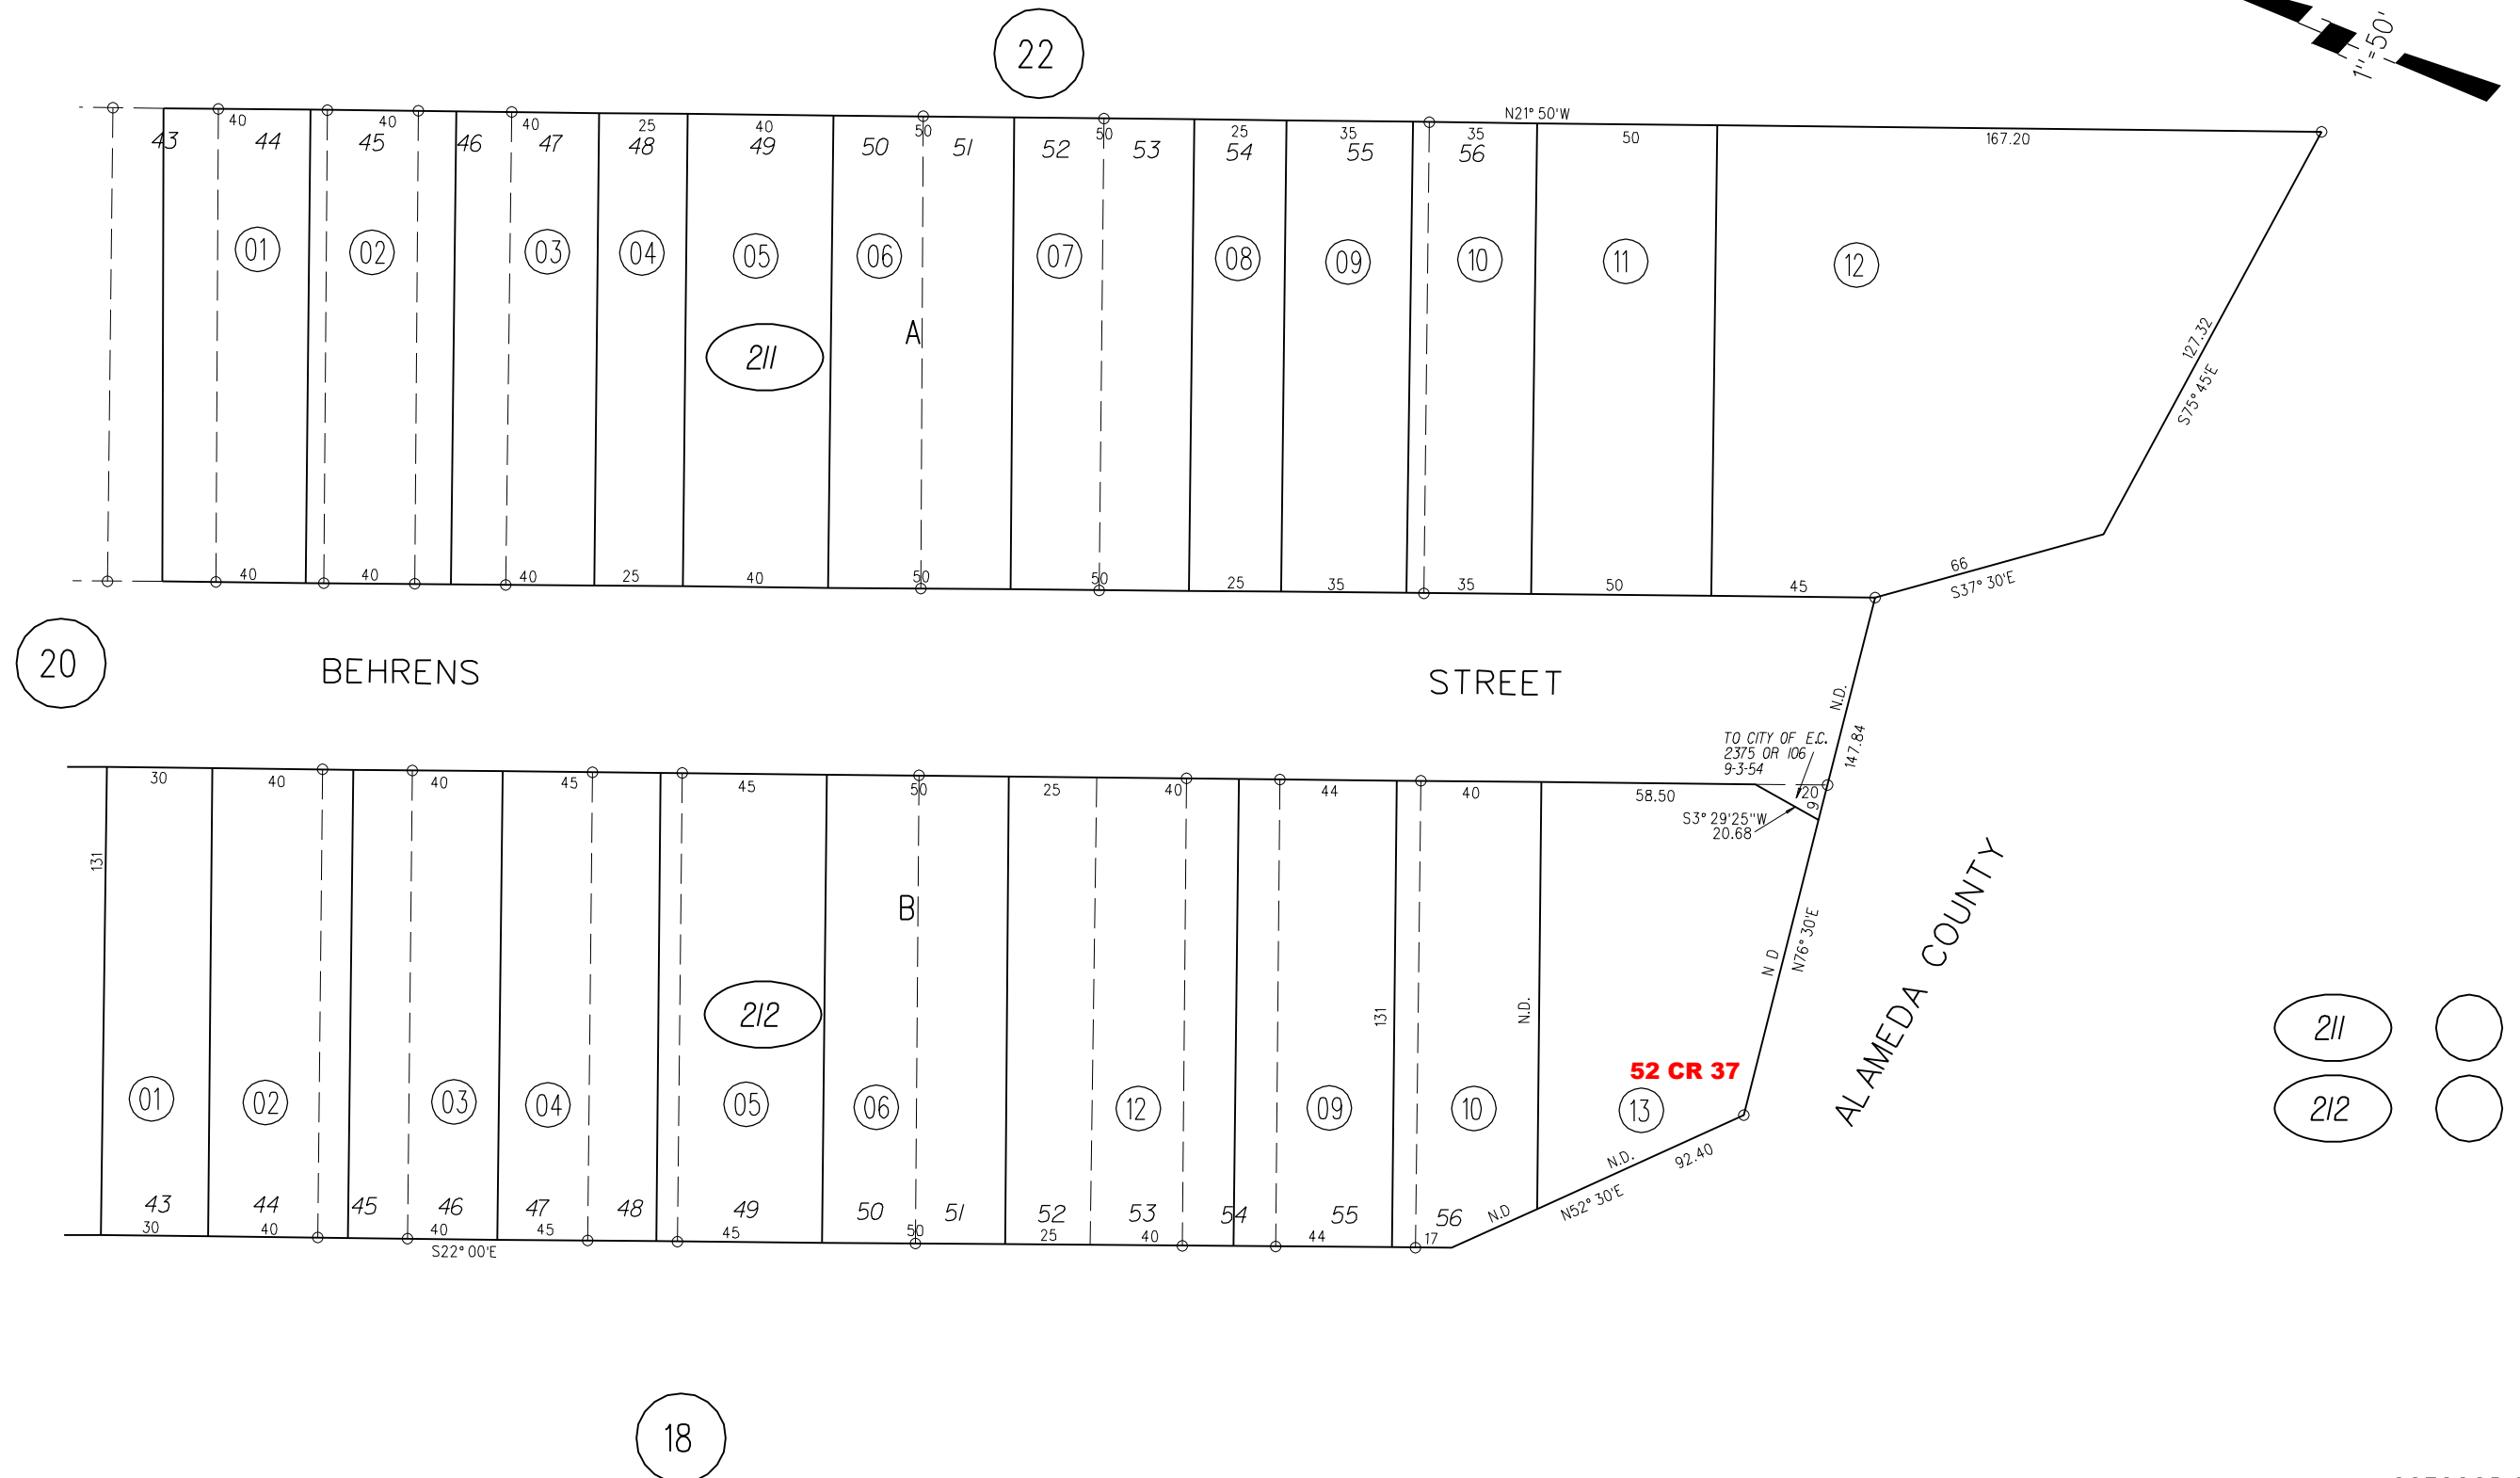 22
1"=50'
N21° 50'W
40 40 40 25 40 50 50 25 35 35 50 167.20
43 44 45 46 47 48 49 50 51 52 53 54 55 56
01 02 03 04 05 06 07 08 09 10 11 12
A
211
127.32
S75° 45'E
40 40 40 25 40 50 50 25 35 35 50 45
66
S37° 30'E
20
BEHRENS STREET
N.D.
147.84
TO CITY OF E.C.
2375 OR 106
9-3-54
30 40 40 45 45 50 25 40 44 40 58.50 20
9
S3° 29'25"W
20.68
131
B
N D
N76° 30'E
ALAMEDA COUNTY
212
131
N.D.
211
212
52 CR 37
01 02 03 04 05 06 12 09 10 13
N.D.
92.40
N52° 30'E
N.D
43 44 45 46 47 48 49 50 51 52 53 54 55 56
30 40 40 45 45 50 25 40 44 17
S22° 00'E
18